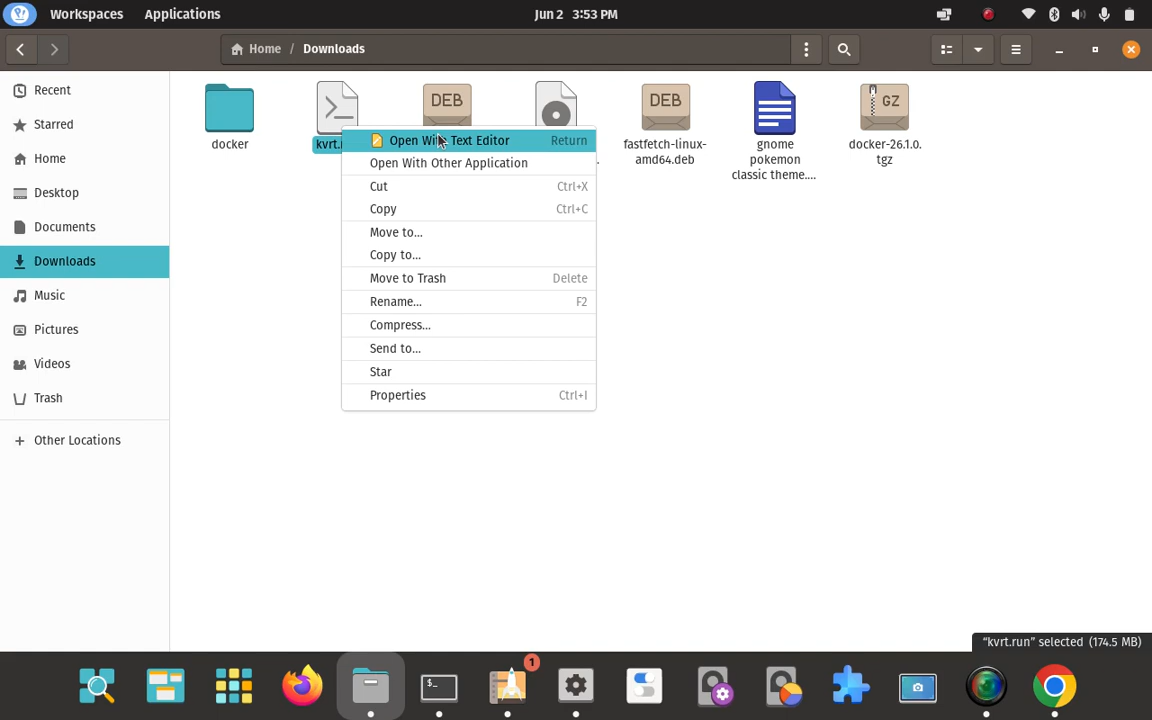 Workspaces Applications Jun 2 3:53 PM
Home / Downloads
Recent
Starred
Home
Desktop
Documents
Downloads
Music
Pictures
Videos
Trash
+ Other Locations
docker
DEB
DEB
fastfetch-linux-
amd64.deb
gnome
pokemon
classic theme....
GZ
docker-26.1.0.
tgz
Open With Text Editor Return
Open With Other Application
Cut Ctrl+X
Copy Ctrl+C
Move to...
Copy to...
Move to Trash Delete
Rename... F2
Compress...
Send to...
Star
Properties Ctrl+I
"kvrt.run" selected (174.5 MB)
1